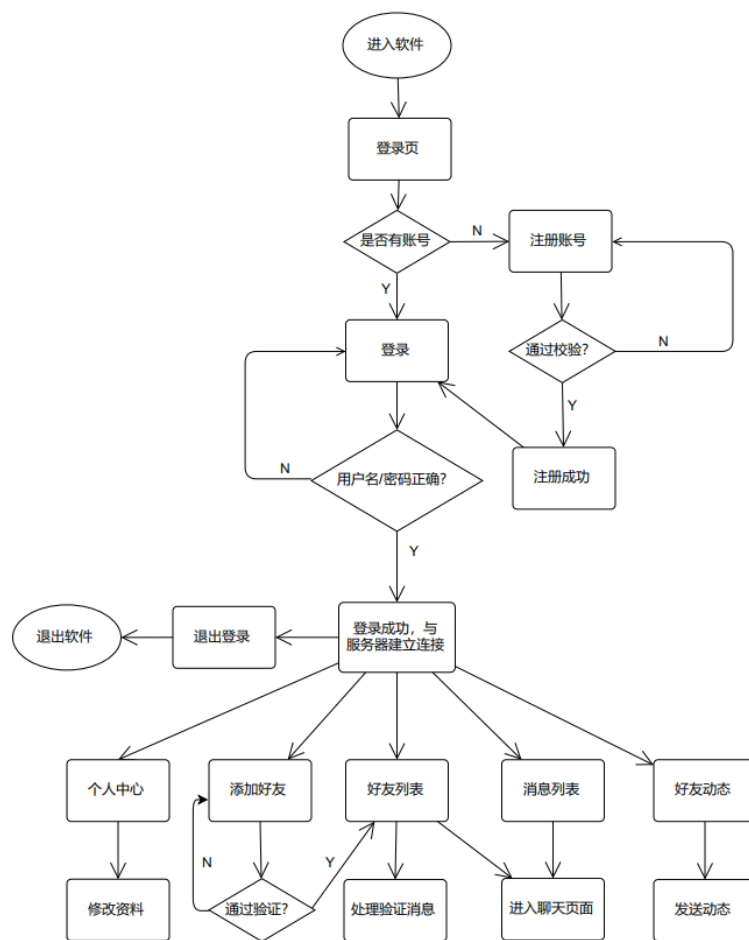 进入软件
登录页
是否有账号
N
注册账号
Y
登录
通过校验?
N
Y
N
用户名/密码正确?
注册成功
Y
退出软件
退出登录
登录成功，与
服务器建立连接
个人中心
添加好友
好友列表
消息列表
好友动态
N
Y
修改资料
通过验证?
处理验证消息
进入聊天页面
发送动态